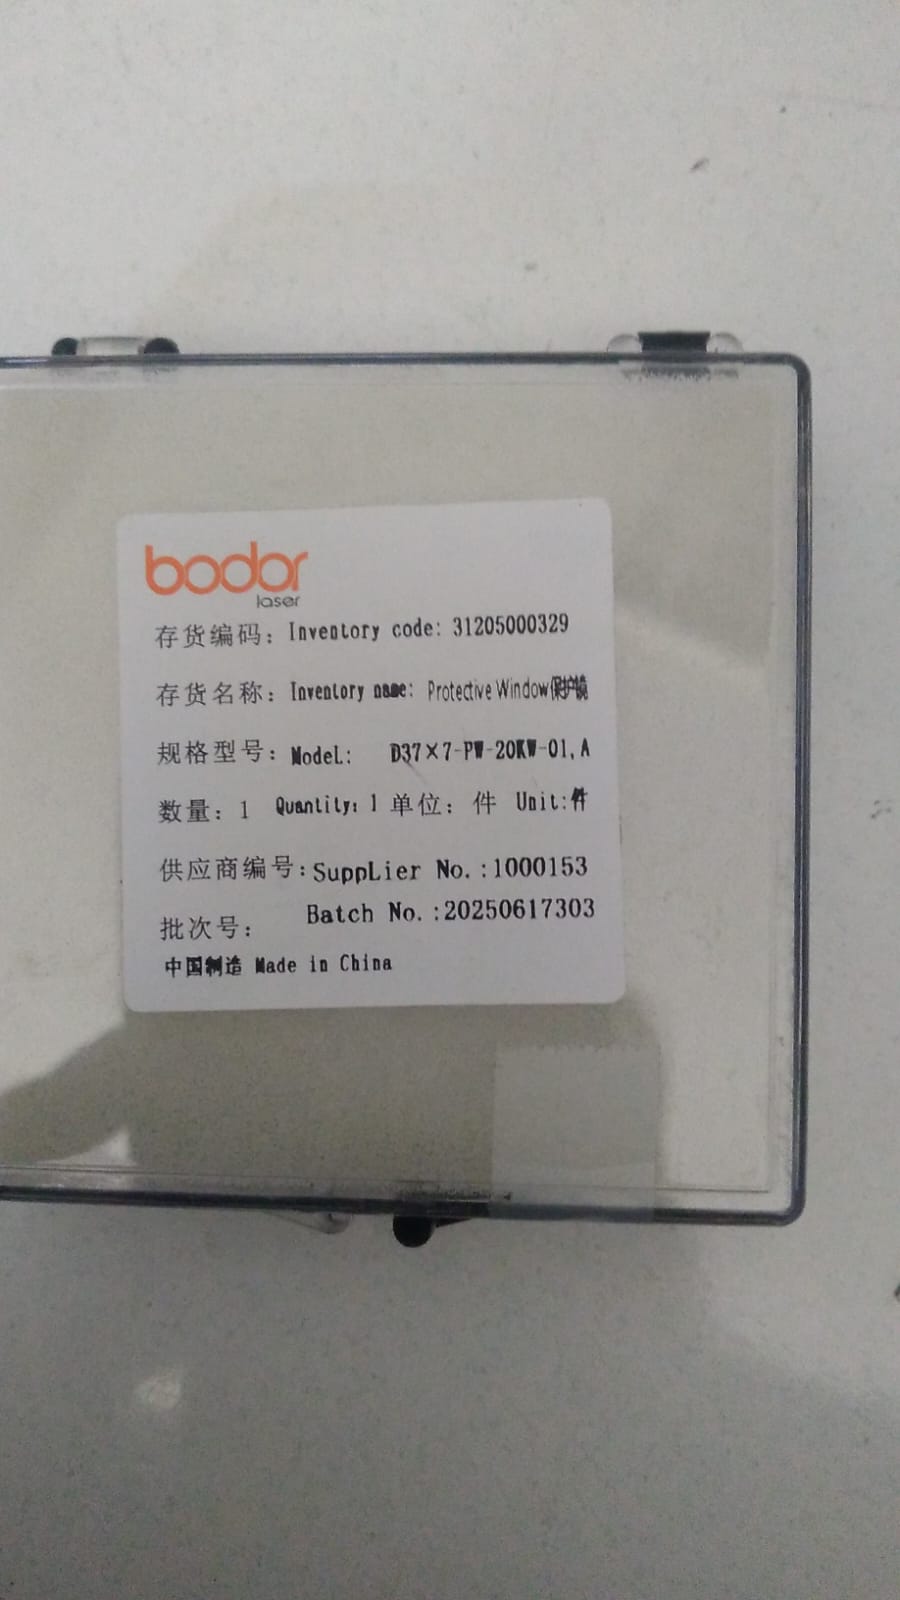 bodor
laser
存货编码：Inventory code: 31205000329
存货名称：Inventory name: Protective Window保护镜
规格型号：ModeL: D37×7-PW-20KW-01,A
数量：1 Quantity: 1 单位：件 Unit:件
供应商编号:SuppLier No.:1000153
批次号： Batch No.:20250617303
中国制造 Made in China